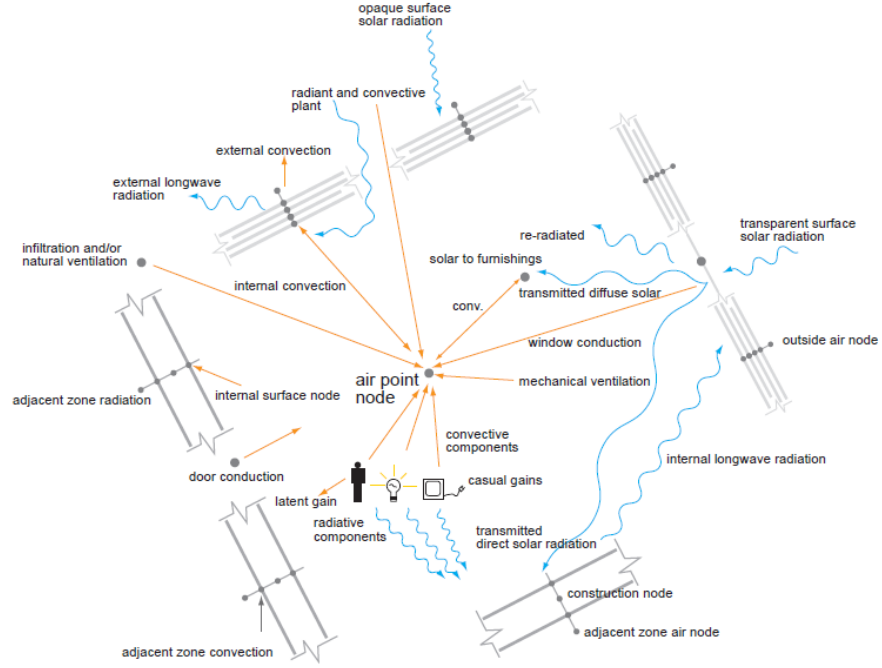 opaque surface
solar radiation
radiant and convective
plant
external convection
external longwave
radiation
transparent surface
solar radiation
re-radiated
infiltration and/or
natural ventilation
solar to furnishings
internal convection
transmitted diffuse solar
conv.
window conduction
outside air node
air point
node
mechanical ventilation
adjacent zone radiation
internal surface node
convective
components
internal longwave radiation
door conduction
casual gains
latent gain
radiative
components
transmitted
direct solar radiation
construction node
adjacent zone air node
adjacent zone convection